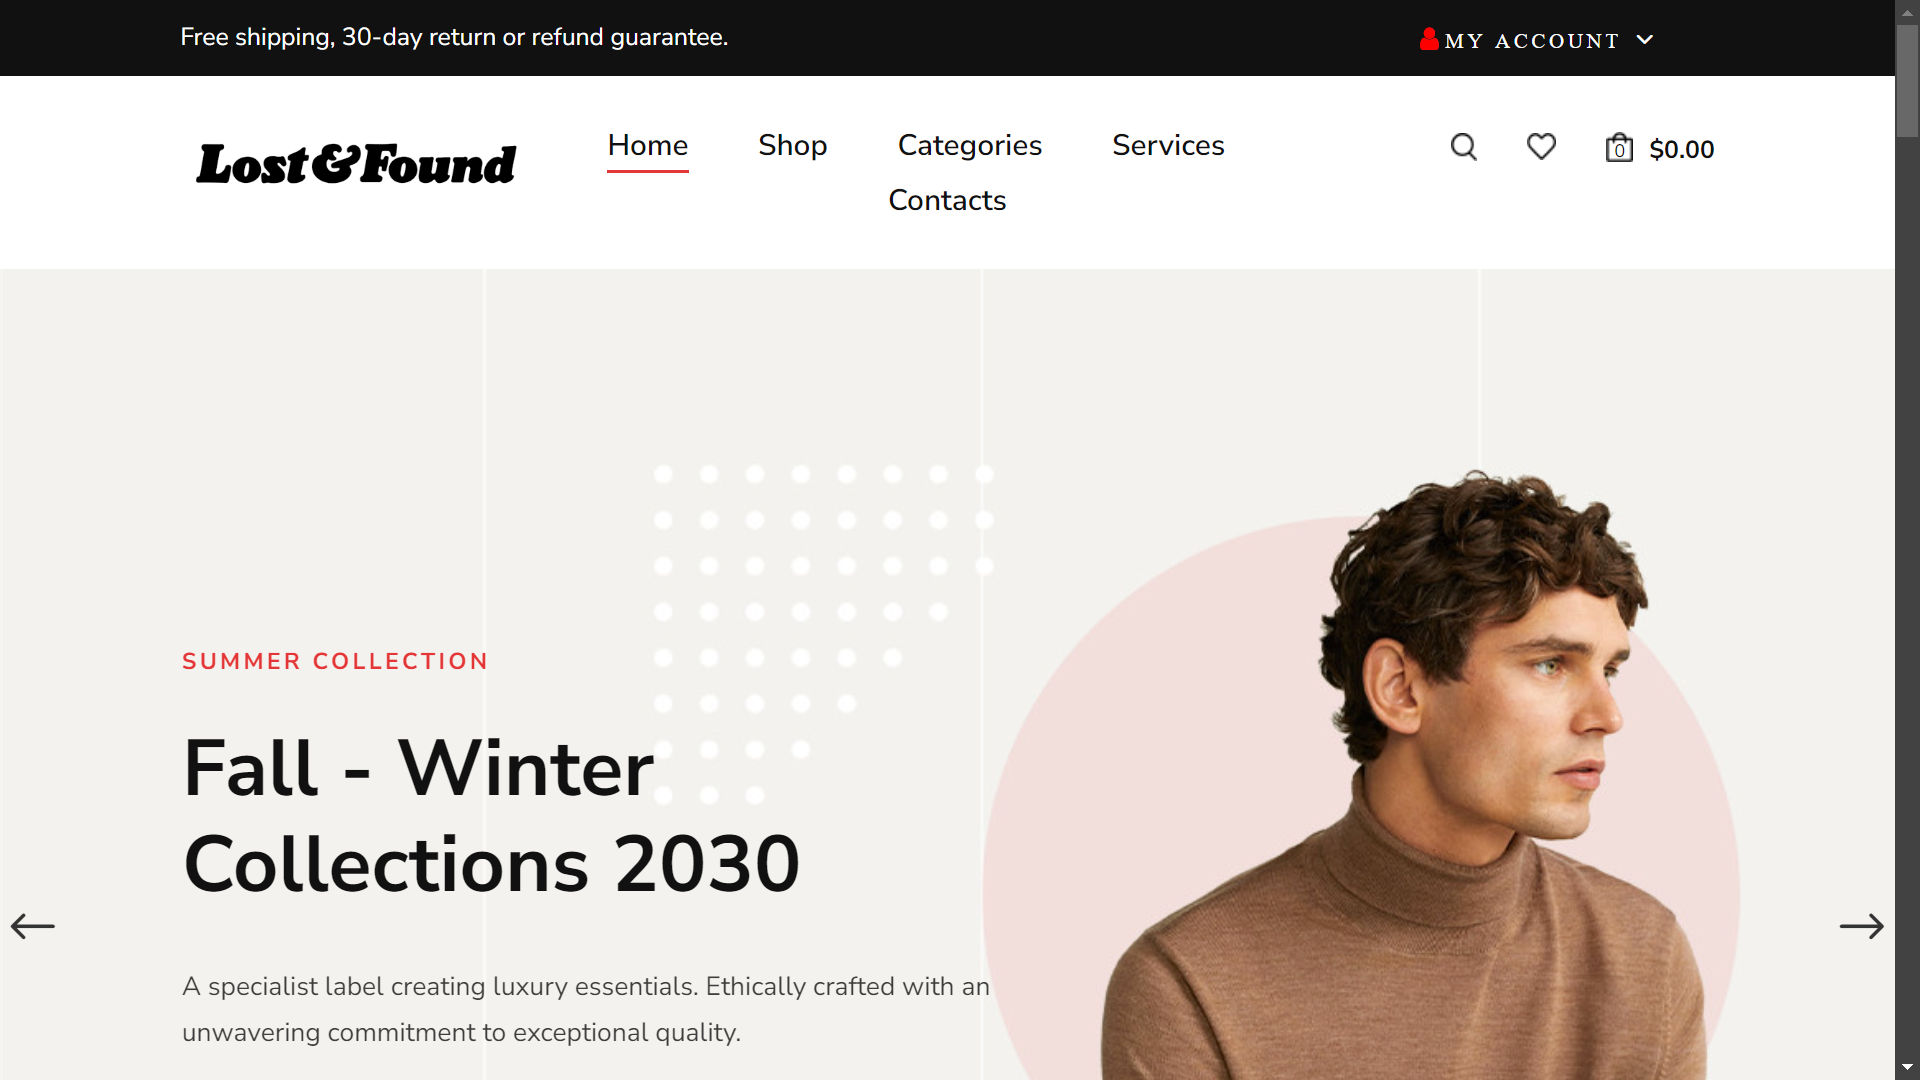 Free shipping, 30-day return or refund guarantee.
MY ACCOUNT
Lost&Found
Home
Shop
Categories
Services
Contacts
0
$0.00
SUMMER COLLECTION
Fall - Winter
Collections 2030
A specialist label creating luxury essentials. Ethically crafted with an
unwavering commitment to exceptional quality.